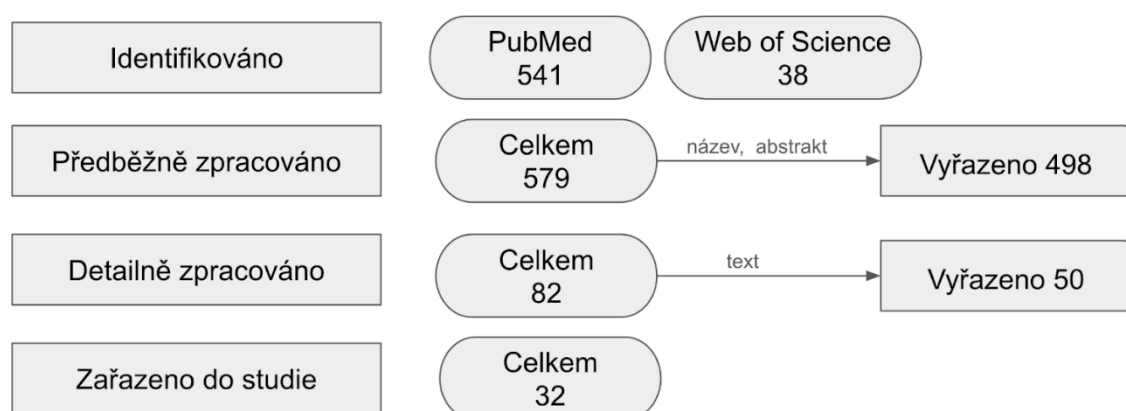 Identifikováno
PubMed
541
Web of Science
38
Předběžně zpracováno
Celkem
579
název, abstrakt
Vyřazeno 498
Detailně zpracováno
Celkem
82
text
Vyřazeno 50
Zařazeno do studie
Celkem
32